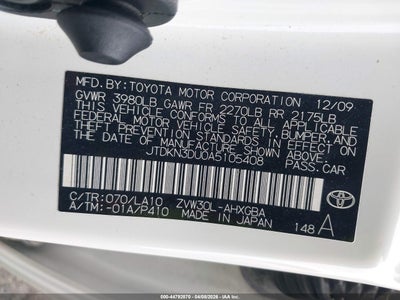 MFD. BY: TOYOTA MOTOR CORPORATION 12/09
GVWR 3980LB GAWR FR 2270LB RR 2175LB
THIS VEHICLE CONFORMS TO ALL APPLICABLE
FEDERAL MOTOR VEHICLE SAFETY, BUMPER, AND
THEFT PREVENTION STANDARDS IN EFFECT ON
THE DATE OF MANUFACTURE SHOWN ABOVE.
JTDKN3DU0A5105408 PASS.CAR
C/TR:070/LA10 ZVW30L-AHXGBA
A/TM:-01A/P410 MADE IN JAPAN
148 A
000-44792070 - 04/08/2026 - 1